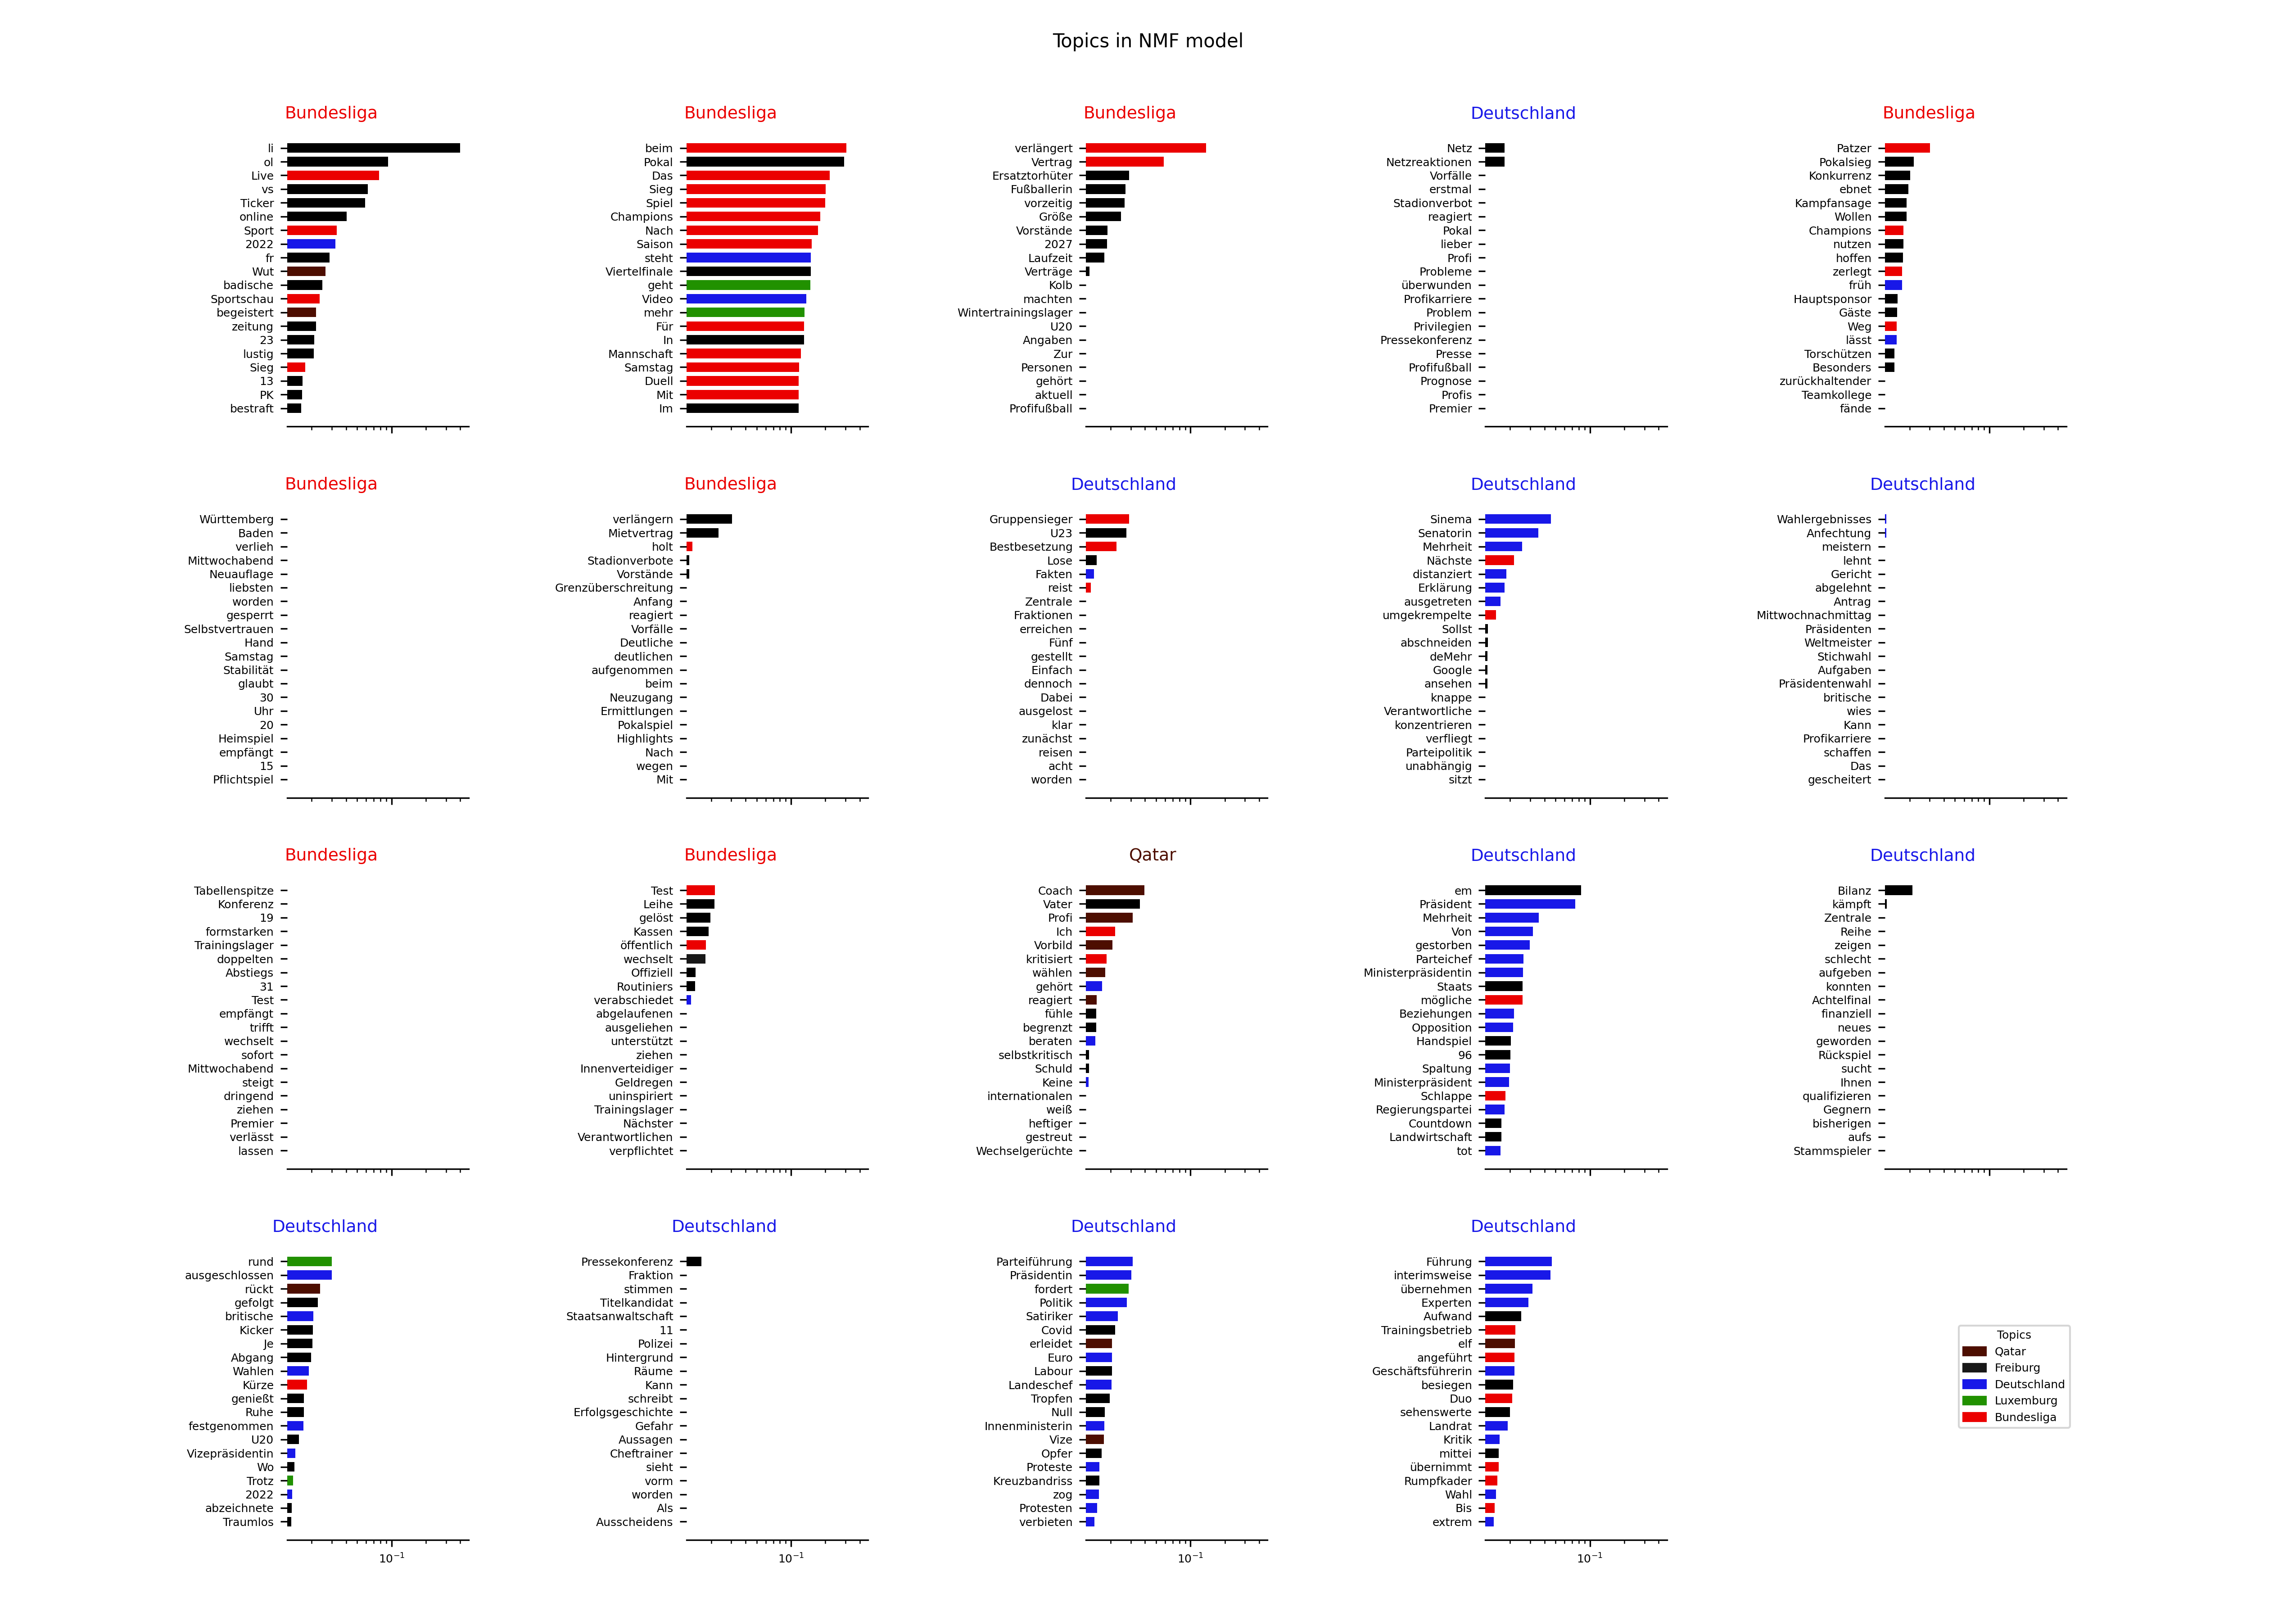 Topics in NMF model
Bundesliga
li
ol
Live
vs
Ticker
online
Sport
2022
fr
Wut
badische
Sportschau
begeistert
zeitung
23
lustig
Sieg
13
PK
bestraft
Bundesliga
beim
Pokal
Das
Sieg
Spiel
Champions
Nach
Saison
steht
Viertelfinale
geht
Video
mehr
Für
In
Mannschaft
Samstag
Duell
Mit
Im
Bundesliga
verlängert
Vertrag
Ersatztorhüter
Fußballerin
vorzeitig
Größe
Vorstände
2027
Laufzeit
Verträge
Kolb
machten
Wintertrainingslager
U20
Angaben
Zur
Personen
gehört
aktuell
Profifußball
Deutschland
Netz
Netzreaktionen
Vorfälle
erstmal
Stadionverbot
reagiert
Pokal
lieber
Profi
Probleme
überwunden
Profikarriere
Problem
Privilegien
Pressekonferenz
Presse
Profifußball
Prognose
Profis
Premier
Bundesliga
Patzer
Pokalsieg
Konkurrenz
ebnet
Kampfansage
Wollen
Champions
nutzen
hoffen
zerlegt
früh
Hauptsponsor
Gäste
Weg
lässt
Torschützen
Besonders
zurückhaltender
Teamkollege
fände
Bundesliga
Württemberg
Baden
verlieh
Mittwochabend
Neuauflage
liebsten
worden
gesperrt
Selbstvertrauen
Hand
Samstag
Stabilität
glaubt
30
Uhr
20
Heimspiel
empfängt
15
Pflichtspiel
Bundesliga
verlängern
Mietvertrag
holt
Stadionverbote
Vorstände
Grenzüberschreitung
Anfang
reagiert
Vorfälle
Deutliche
deutlichen
aufgenommen
beim
Neuzugang
Ermittlungen
Pokalspiel
Highlights
Nach
wegen
Mit
Deutschland
Gruppensieger
U23
Bestbesetzung
Lose
Fakten
reist
Zentrale
Fraktionen
erreichen
Fünf
gestellt
Einfach
dennoch
Dabei
ausgelost
klar
zunächst
reisen
acht
worden
Deutschland
Sinema
Senatorin
Mehrheit
Nächste
distanziert
Erklärung
ausgetreten
umgekrempelte
Sollst
abschneiden
deMehr
Google
ansehen
knappe
Verantwortliche
konzentrieren
verfliegt
Parteipolitik
unabhängig
sitzt
Deutschland
Wahlergebnisses
Anfechtung
meistern
lehnt
Gericht
abgelehnt
Antrag
Mittwochnachmittag
Präsidenten
Weltmeister
Stichwahl
Aufgaben
Präsidentenwahl
britische
wies
Kann
Profikarriere
schaffen
Das
gescheitert
Bundesliga
Tabellenspitze
Konferenz
19
formstarken
Trainingslager
doppelten
Abstiegs
31
Test
empfängt
trifft
wechselt
sofort
Mittwochabend
steigt
dringend
ziehen
Premier
verlässt
lassen
Bundesliga
Test
Leihe
gelöst
Kassen
öffentlich
wechselt
Offiziell
Routiniers
verabschiedet
abgelaufenen
ausgeliehen
unterstützt
ziehen
Innenverteidiger
Geldregen
uninspiriert
Trainingslager
Nächster
Verantwortlichen
verpflichtet
Qatar
Coach
Vater
Profi
Ich
Vorbild
kritisiert
wählen
gehört
reagiert
fühle
begrenzt
beraten
selbstkritisch
Schuld
Keine
internationalen
weiß
heftiger
gestreut
Wechselgerüchte
Deutschland
em
Präsident
Mehrheit
Von
gestorben
Parteichef
Ministerpräsidentin
Staats
mögliche
Beziehungen
Opposition
Handspiel
96
Spaltung
Ministerpräsident
Schlappe
Regierungspartei
Countdown
Landwirtschaft
tot
Deutschland
Bilanz
kämpft
Zentrale
Reihe
zeigen
schlecht
aufgeben
konnten
Achtelfinal
finanziell
neues
geworden
Rückspiel
sucht
Ihnen
qualifizieren
Gegnern
bisherigen
aufs
Stammspieler
Deutschland
rund
ausgeschlossen
rückt
gefolgt
britische
Kicker
Je
Abgang
Wahlen
Kürze
genießt
Ruhe
festgenommen
U20
Vizepräsidentin
Wo
Trotz
2022
abzeichnete
Traumlos
10⁻¹
Deutschland
Pressekonferenz
Fraktion
stimmen
Titelkandidat
Staatsanwaltschaft
11
Polizei
Hintergrund
Räume
Kann
schreibt
Erfolgsgeschichte
Gefahr
Aussagen
Cheftrainer
sieht
vorm
worden
Als
Ausscheidens
10⁻¹
Deutschland
Parteiführung
Präsidentin
fordert
Politik
Satiriker
Covid
erleidet
Euro
Labour
Landeschef
Tropfen
Null
Innenministerin
Vize
Opfer
Proteste
Kreuzbandriss
zog
Protesten
verbieten
10⁻¹
Deutschland
Führung
interimsweise
übernehmen
Experten
Aufwand
Trainingsbetrieb
elf
angeführt
Geschäftsführerin
besiegen
Duo
sehenswerte
Landrat
Kritik
mittei
übernimmt
Rumpfkader
Wahl
Bis
extrem
10⁻¹
Topics
Qatar
Freiburg
Deutschland
Luxemburg
Bundesliga